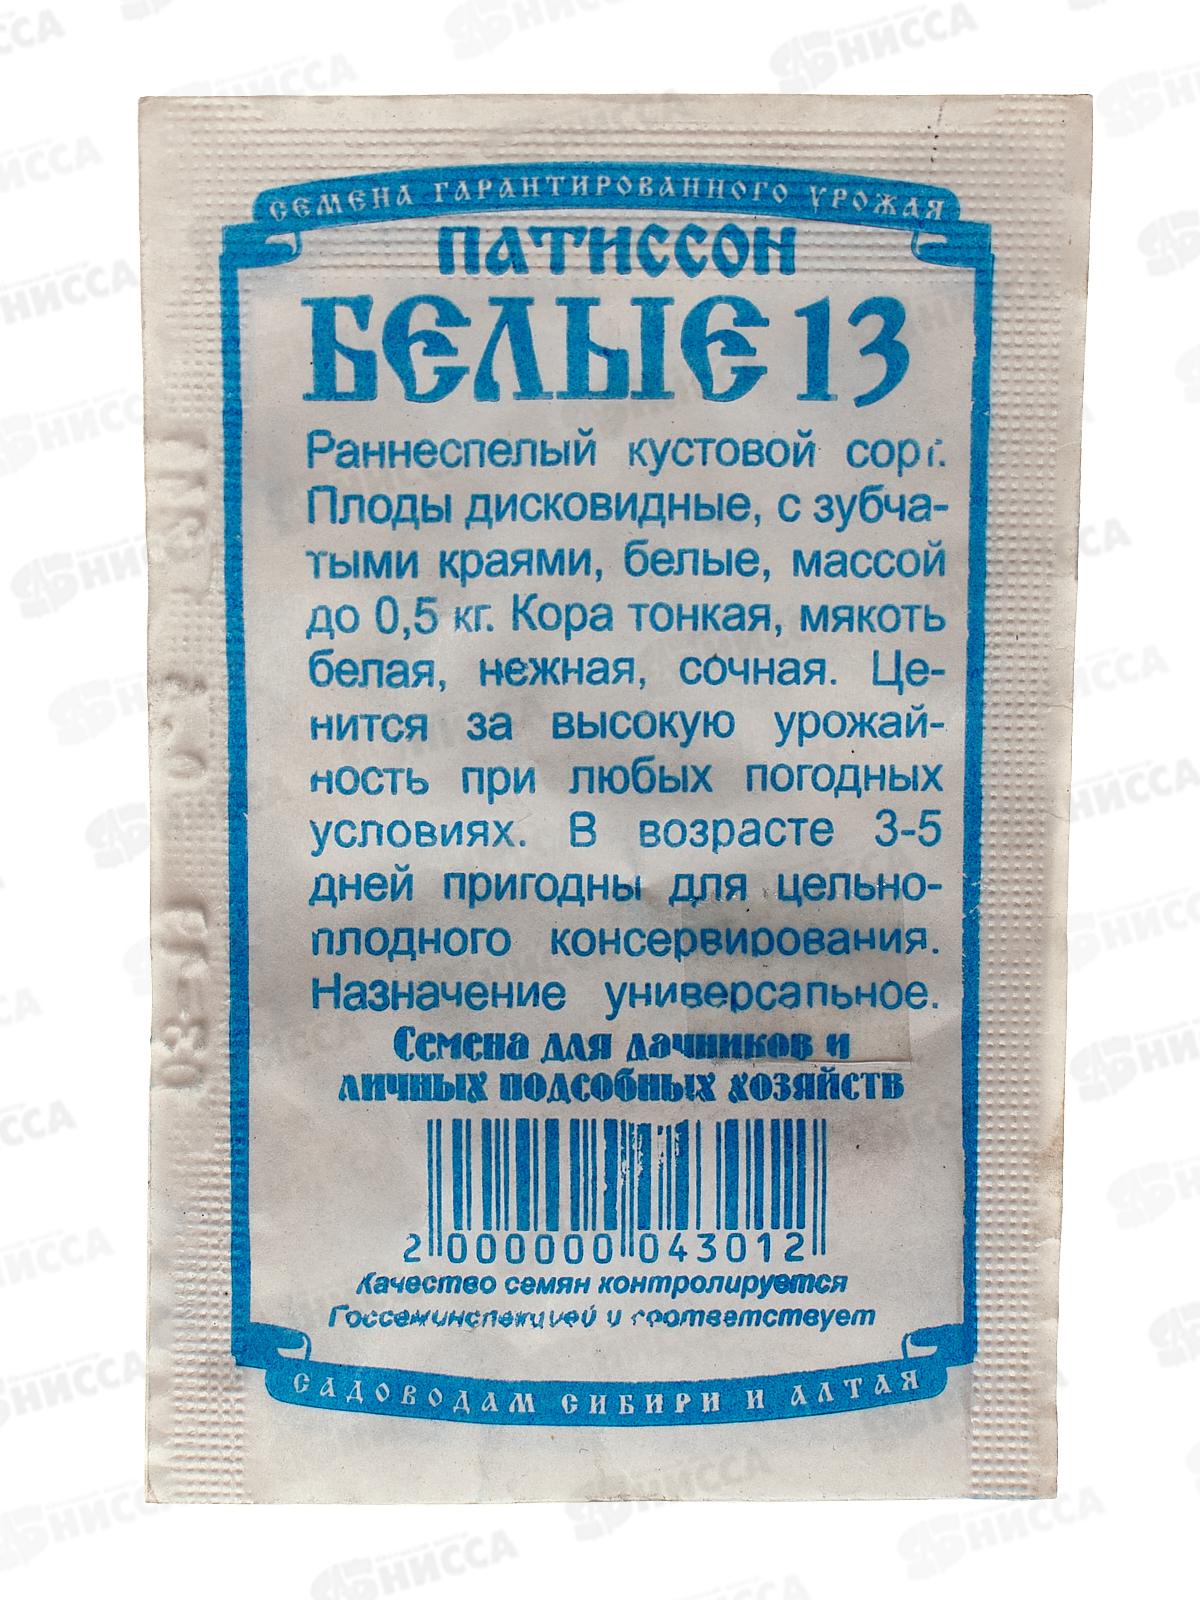 СЕМЕНА ГАРАНТИРОВАННОГО УРОЖАЯ
ПАТИССОН
БЕЛЫЕ 13
Раннеспелый кустовой сорт.
Плоды дисковидные, с зубча-
тыми краями, белые, массой
до 0,5 кг. Кора тонкая, мякоть
белая, нежная, сочная. Це-
нится за высокую урожай-
ность при любых погодных
условиях. В возрасте 3-5
дней пригодны для цельно-
плодного консервирования.
Назначение универсальное.
Семена для дачников и
личных подсобных хозяйств
2 000000 043012
Качество семян контролируется
Госсеминспекцией и соответствует
САДОВОДАМ СИБИРИ И АЛТАЯ
НИССА